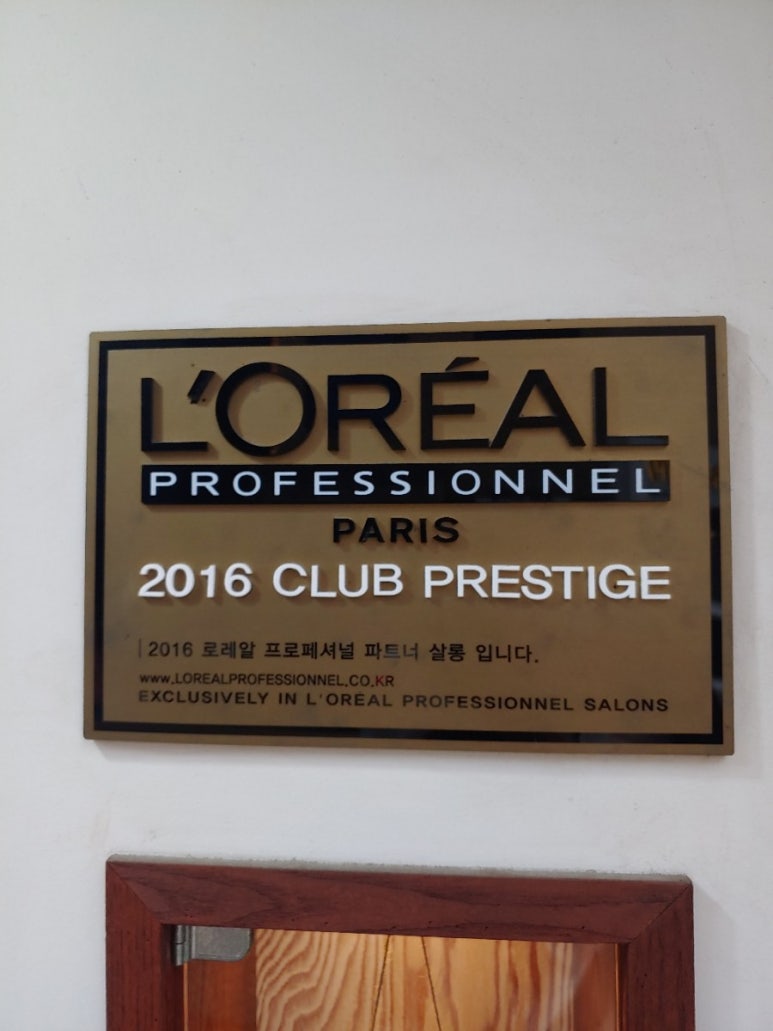 L'ORÉAL
PROFESSIONNEL
PARIS
2016 CLUB PRESTIGE
2016 로레알 프로페셔널 파트너 살롱 입니다.
WWW.LOREALPROFESSIONNEL.CO.KR
EXCLUSIVELY IN L'ORÉAL PROFESSIONNEL SALONS